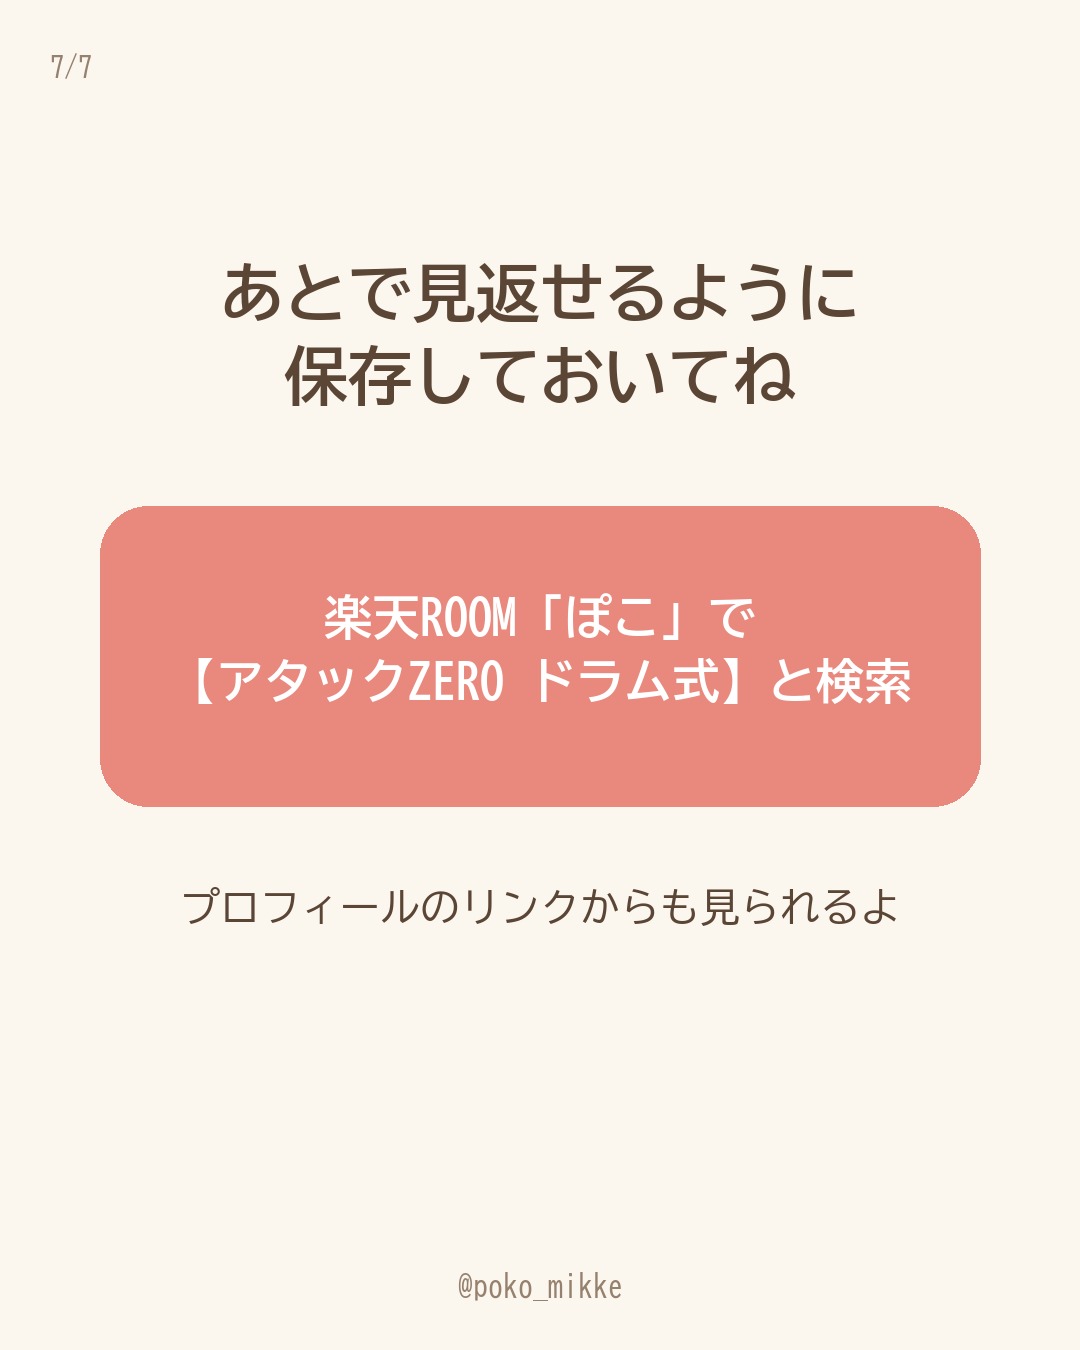 7/7
あとで見返せるように
保存しておいてね
楽天ROOM「ぽこ」で
【アタックZERO ドラム式】と検索
プロフィールのリンクからも見られるよ
@poko_mikke